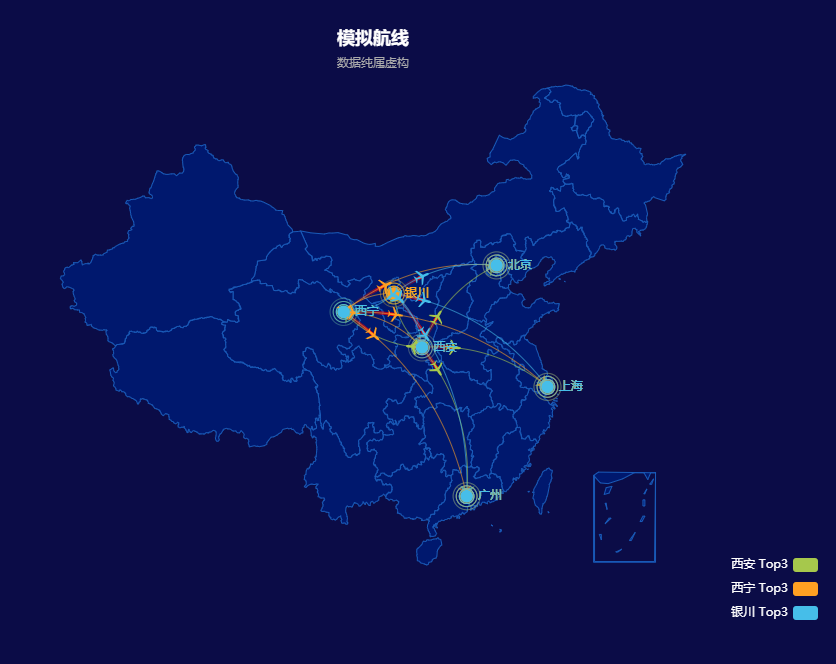 模拟航线
数据纯属虚构
北京
银川
西宁
西安
上海
广州
西安 Top3
西宁 Top3
银川 Top3